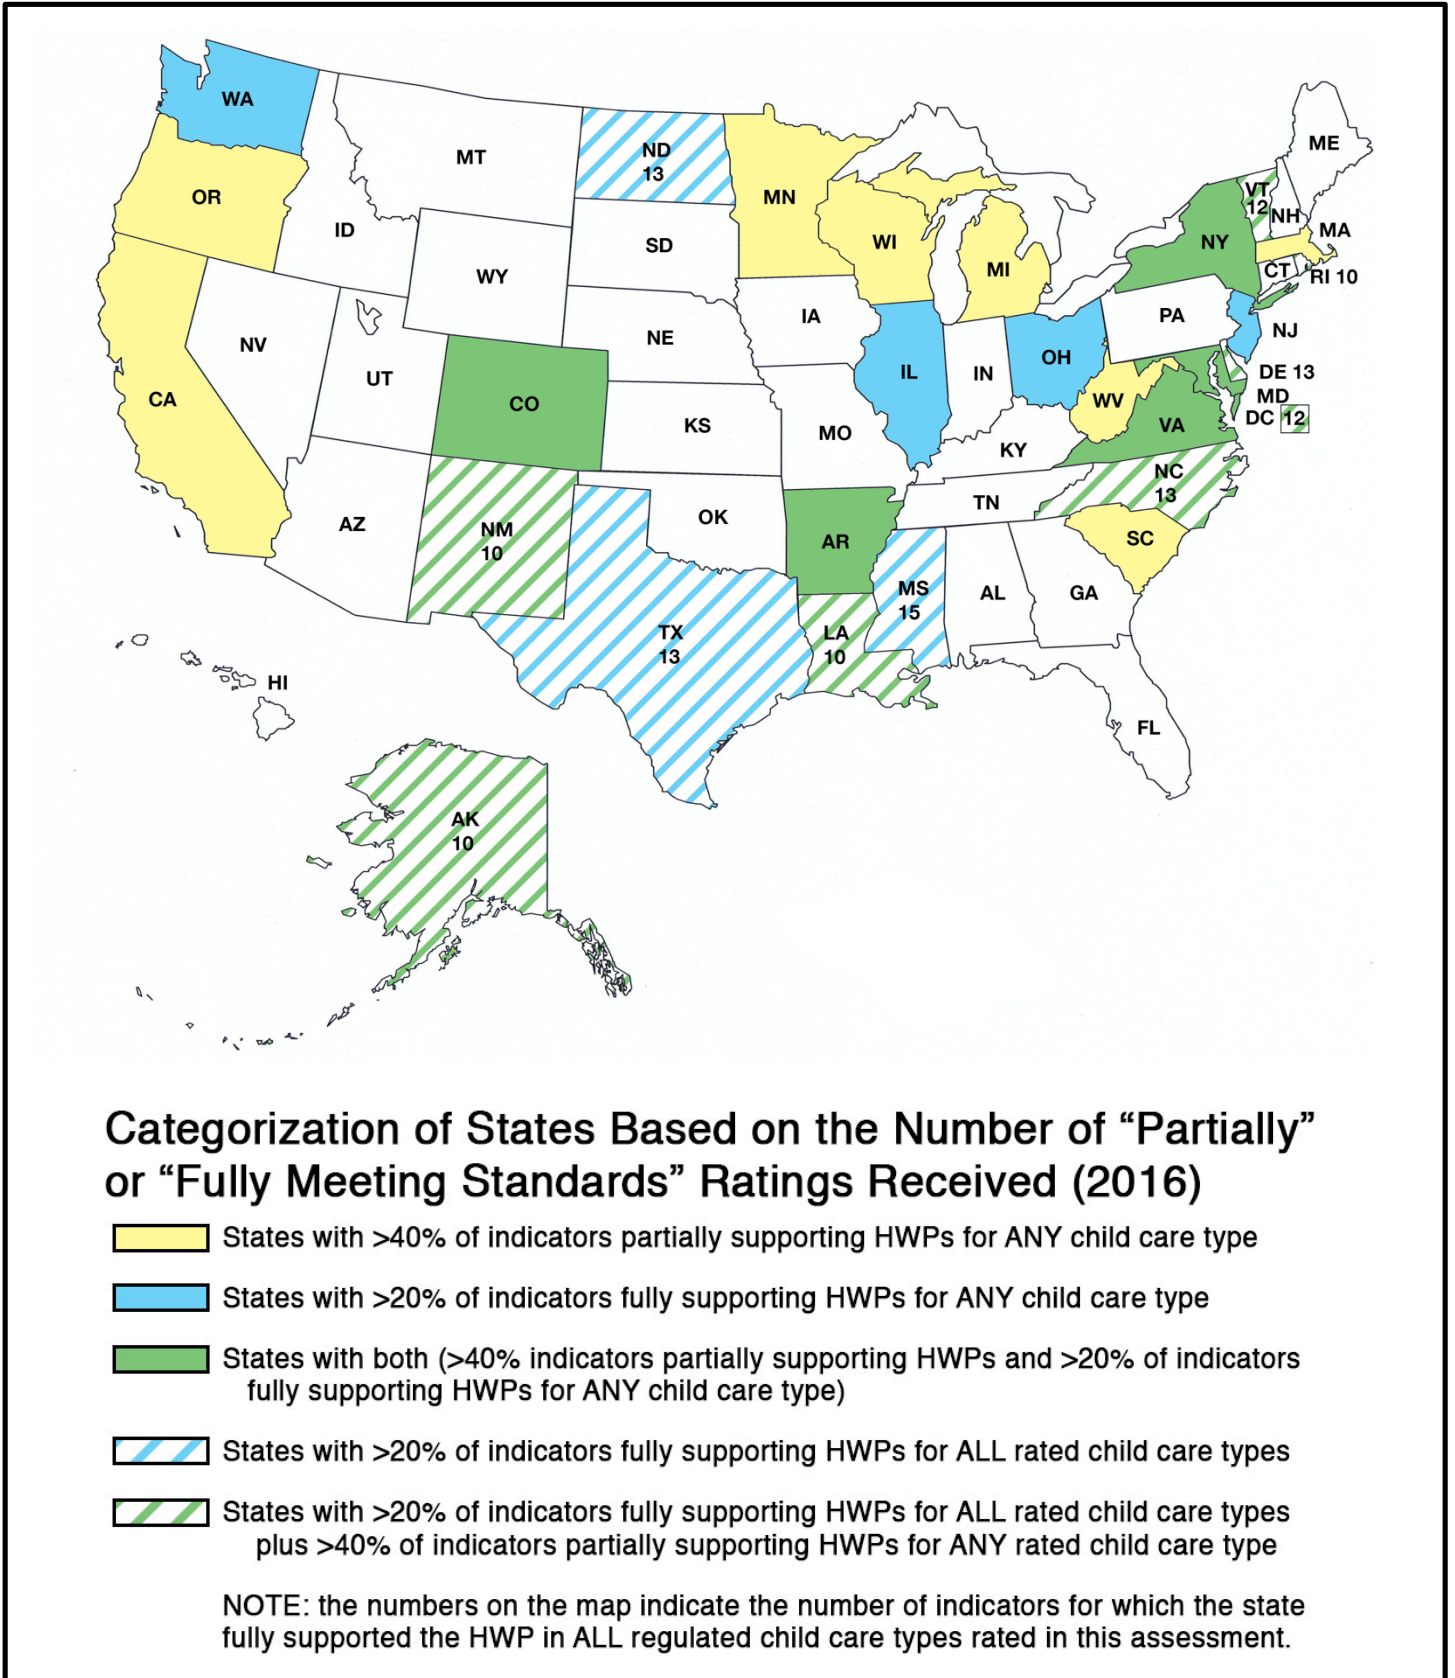 WA
MT
ND
13
MN
ME
OR
ID
SD
WI
MI
VT
12
NH
NY
MA
WY
CT
RI 10
IA
PA
NJ
NV
NE
UT
IL
IN
OH
DE 13
CA
CO
KS
MO
WV
MD
VA
DC 12
KY
NC
13
AZ
NM
10
OK
TN
AR
SC
MS
15
AL
GA
TX
13
LA
10
HI
FL
AK
10
Categorization of States Based on the Number of “Partially”
or “Fully Meeting Standards” Ratings Received (2016)
States with >40% of indicators partially supporting HWPs for ANY child care type
States with >20% of indicators fully supporting HWPs for ANY child care type
States with both (>40% indicators partially supporting HWPs and >20% of indicators
fully supporting HWPs for ANY child care type)
States with >20% of indicators fully supporting HWPs for ALL rated child care types
States with >20% of indicators fully supporting HWPs for ALL rated child care types
plus >40% of indicators partially supporting HWPs for ANY rated child care type
NOTE: the numbers on the map indicate the number of indicators for which the state
fully supported the HWP in ALL regulated child care types rated in this assessment.